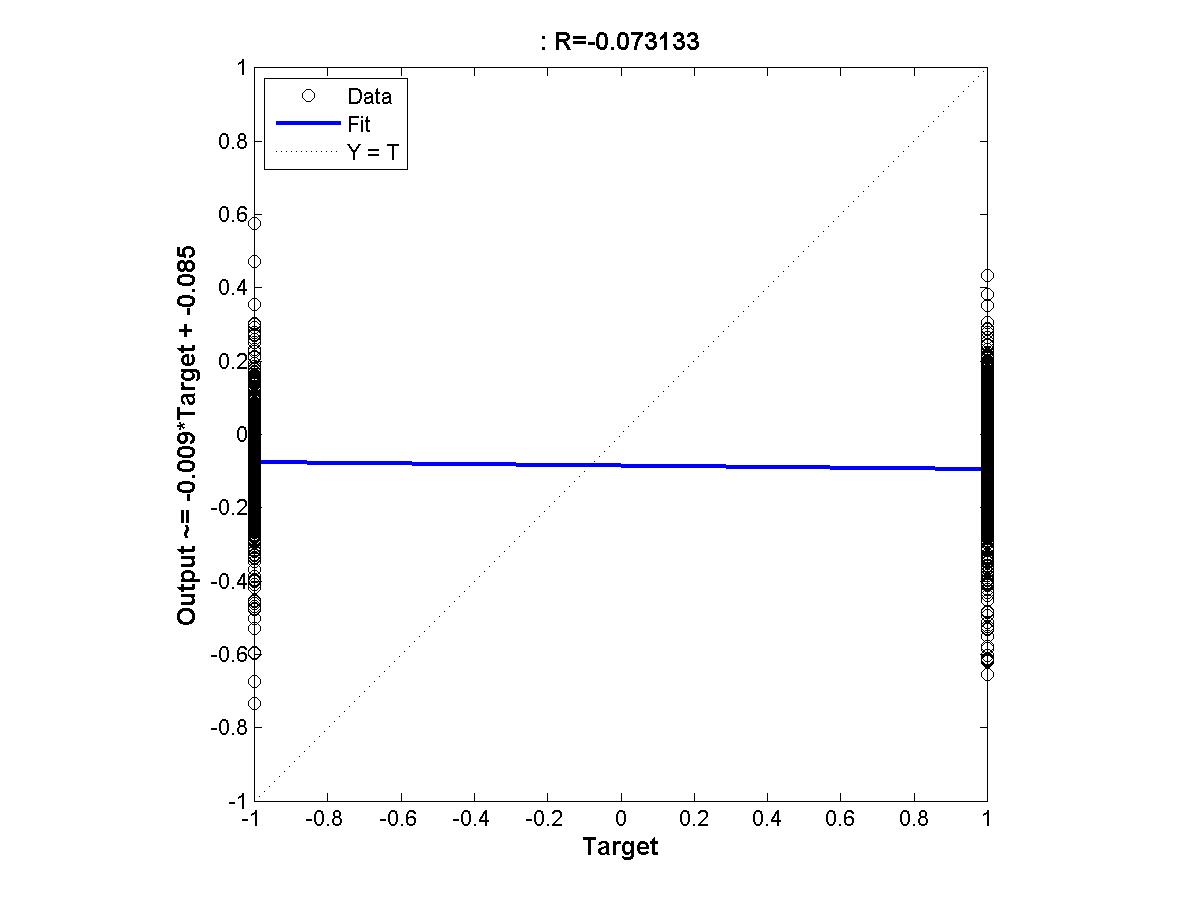 : R=-0.073133
Data
Fit
Y = T
1
0.8
0.6
0.4
0.2
0
-0.2
-0.4
-0.6
-0.8
-1
Output ~= -0.009*Target + -0.085
-1 -0.8 -0.6 -0.4 -0.2 0 0.2 0.4 0.6 0.8 1
Target